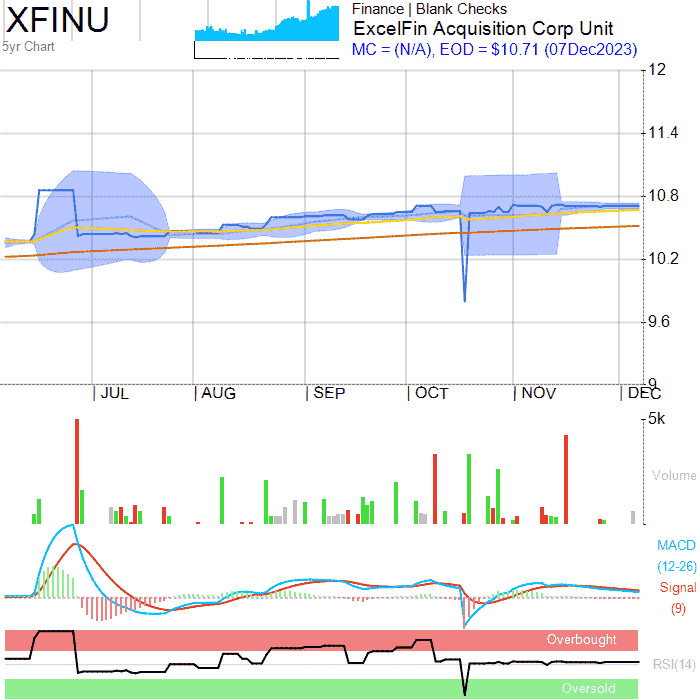 XFINU
5yr Chart
Finance | Blank Checks
ExcelFin Acquisition Corp Unit
MC = (N/A), EOD = $10.71 (07Dec2023)
12
11.4
10.8
10.2
9.6
9
JUL AUG SEP OCT NOV DEC
5k
Volume
MACD
(12-26)
Signal
(9)
Overbought
RSI(14)
Oversold